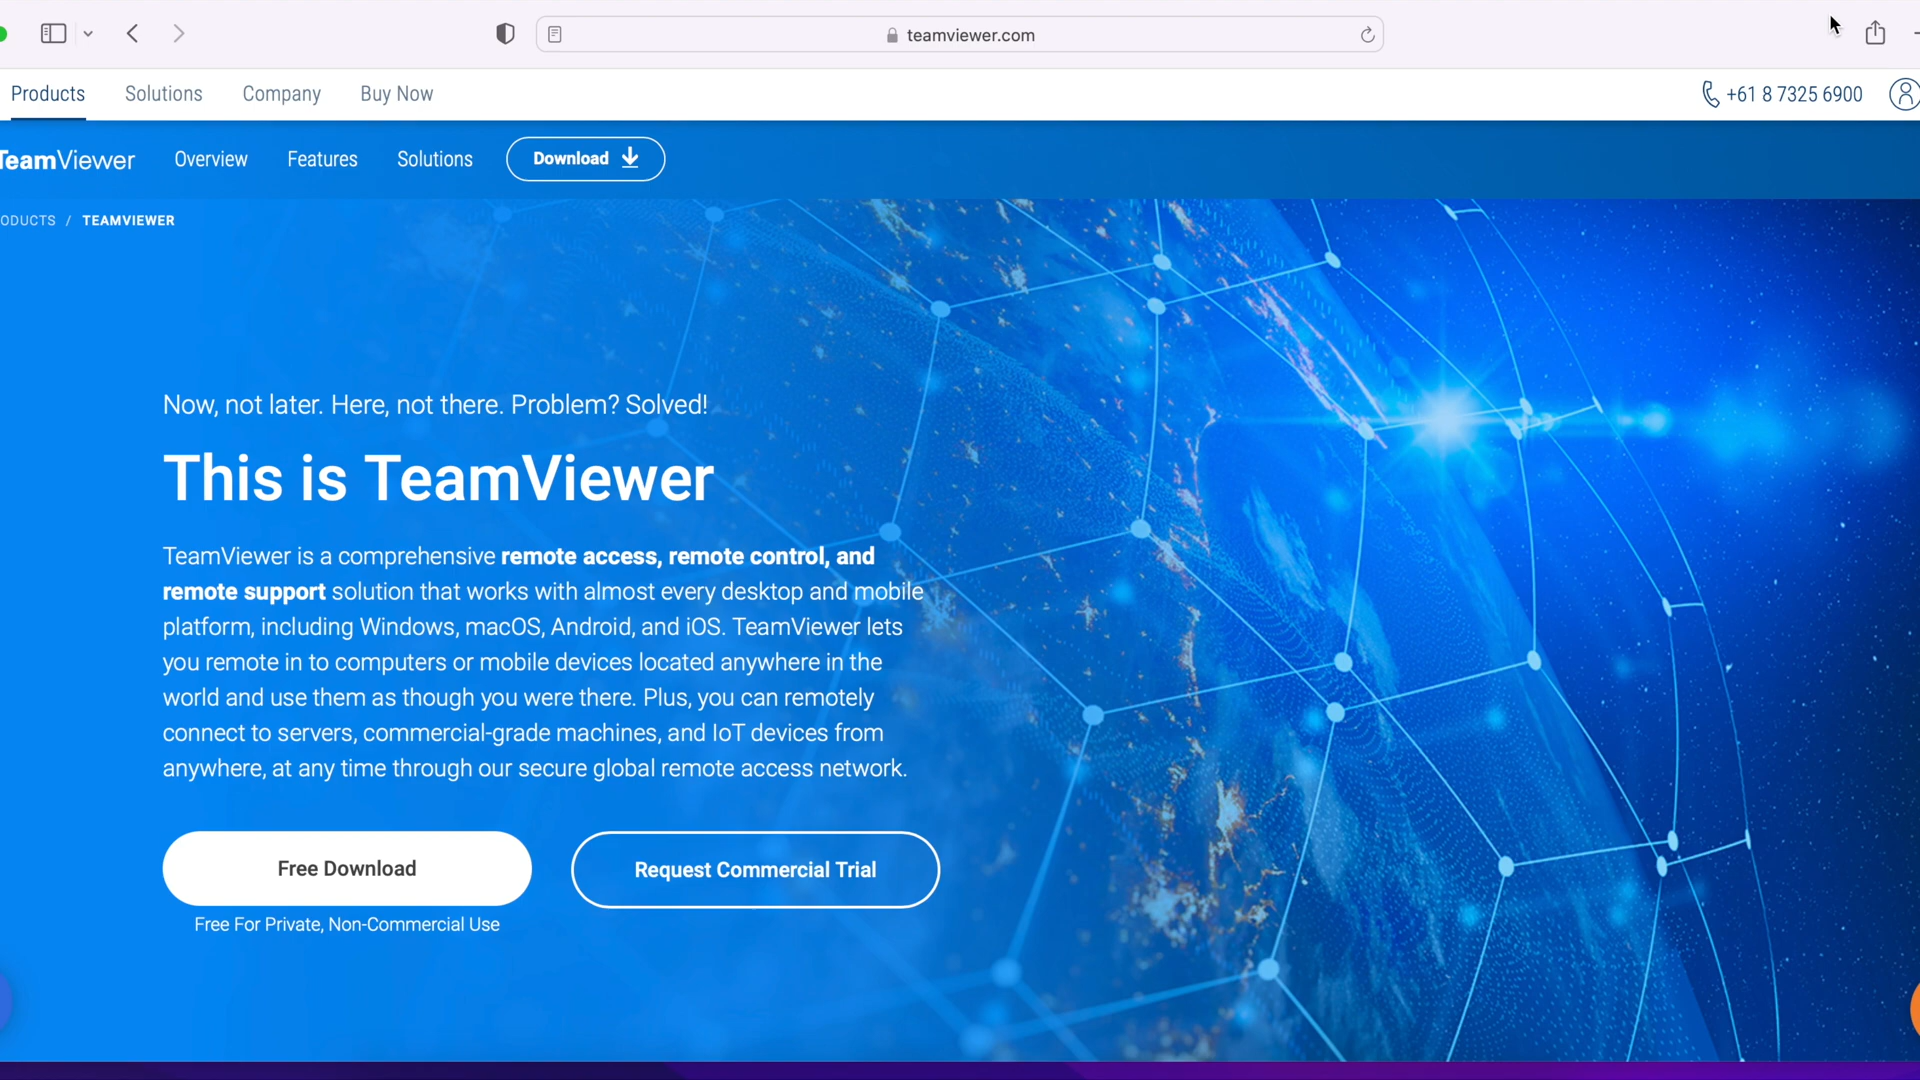 teamviewer.com
Products Solutions Company Buy Now +61 8 7325 6900
TeamViewer Overview Features Solutions Download
ODUCTS / TEAMVIEWER
Now, not later. Here, not there. Problem? Solved!
This is TeamViewer
TeamViewer is a comprehensive remote access, remote control, and
remote support solution that works with almost every desktop and mobile
platform, including Windows, macOS, Android, and iOS. TeamViewer lets
you remote in to computers or mobile devices located anywhere in the
world and use them as though you were there. Plus, you can remotely
connect to servers, commercial-grade machines, and IoT devices from
anywhere, at any time through our secure global remote access network.
Free Download Request Commercial Trial
Free For Private, Non-Commercial Use